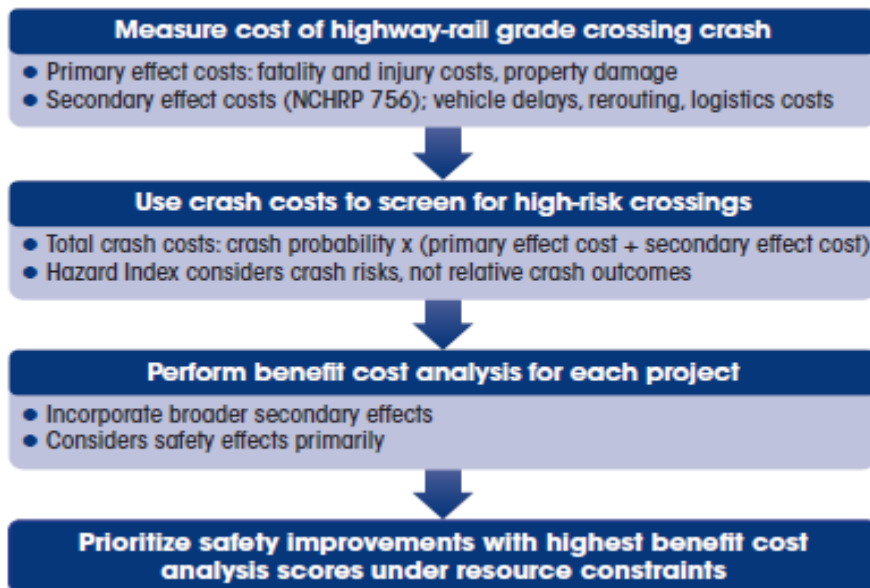 Measure cost of highway-rail grade crossing crash
● Primary effect costs: fatality and injury costs, property damage
● Secondary effect costs (NCHRP 756); vehicle delays, rerouting, logistics costs
Use crash costs to screen for high-risk crossings
● Total crash costs: crash probability x (primary effect cost + secondary effect cost)
● Hazard Index considers crash risks, not relative crash outcomes
Perform benefit cost analysis for each project
● Incorporate broader secondary effects
● Considers safety effects primarily
Prioritize safety improvements with highest benefit cost
analysis scores under resource constraints